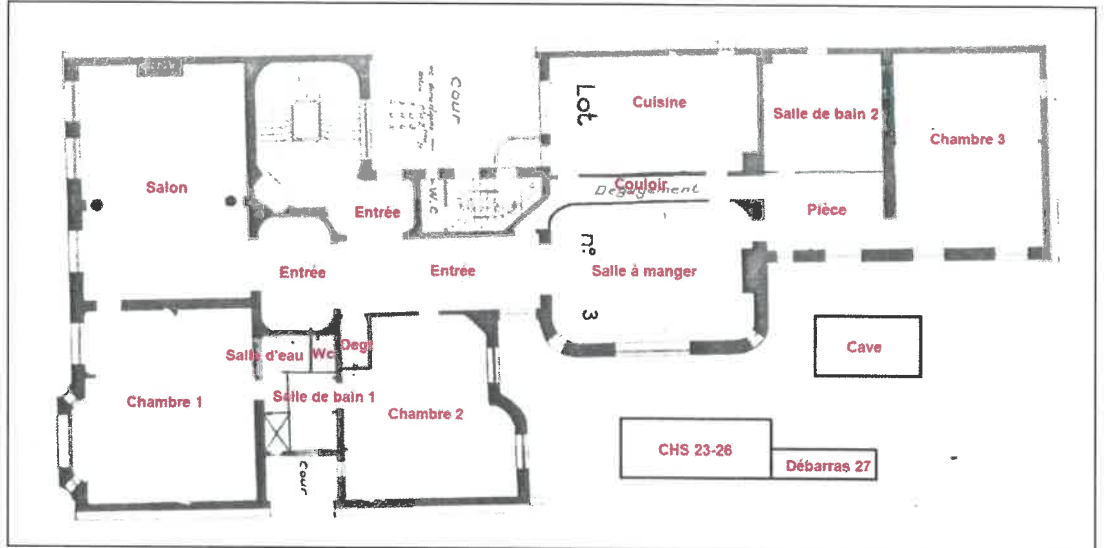 Cour
Lot
Cuisine
Salle de bain 2
Chambre 3
Salon
W.C
Couloir
Dégagement
Entrée
Pièce
n°
Entrée
Entrée
Salle à manger
3
Salle d'eau
Wc
Degt
Cave
Chambre 1
Salle de bain 1
Chambre 2
CHS 23-26
Débarras 27
Cour